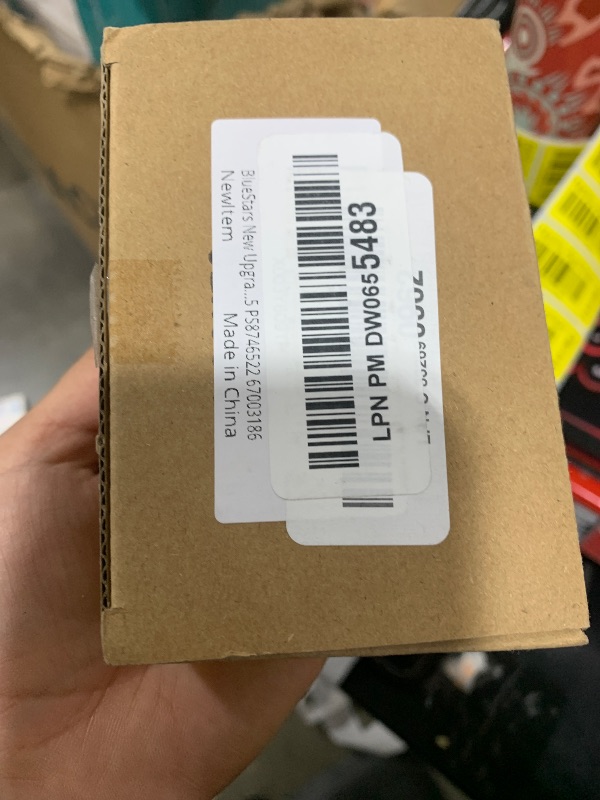 BlueStars New Upgra...5 PS8746522 67003186
NewItem
Made in China
LPN PM DW0655483